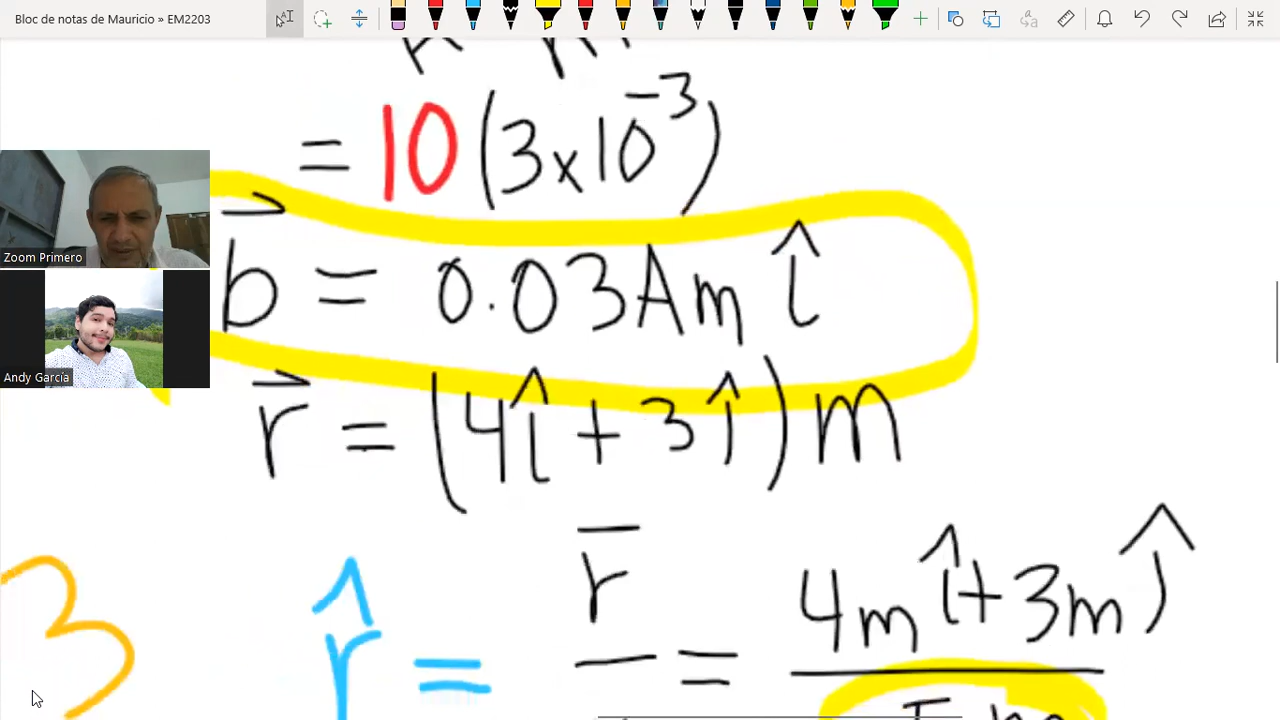 Bloc de notas de Mauricio » EM2203
= 10 (3x10⁻³)
b⃗ = 0.03Am î
r⃗ = (4î + 3ĵ) m
r̂ = r̄ = 4m î + 3m ĵ
3
Zoom Primero
Andy García